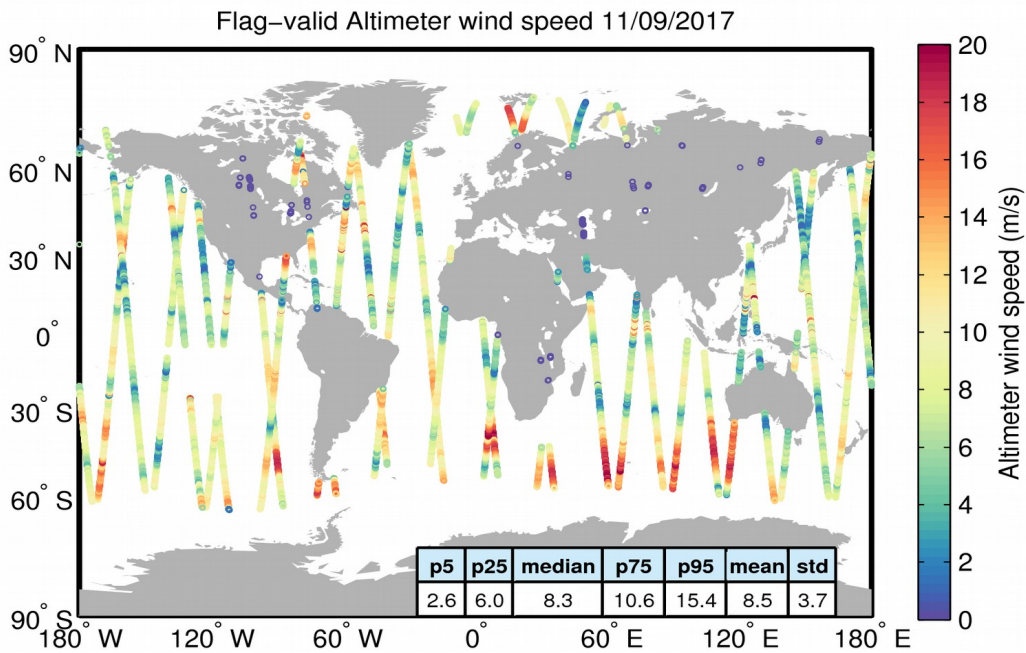 Flag−valid Altimeter wind speed 11/09/2017
90° N
60° N
30° N
0°
30° S
60° S
90° S
180° W
120° W
60° W
0°
60° E
120° E
180° E
p5 p25 median p75 p95 mean std
2.6 6.0 8.3 10.6 15.4 8.5 3.7
20
18
16
14
12
10
8
6
4
2
0
Altimeter wind speed (m/s)